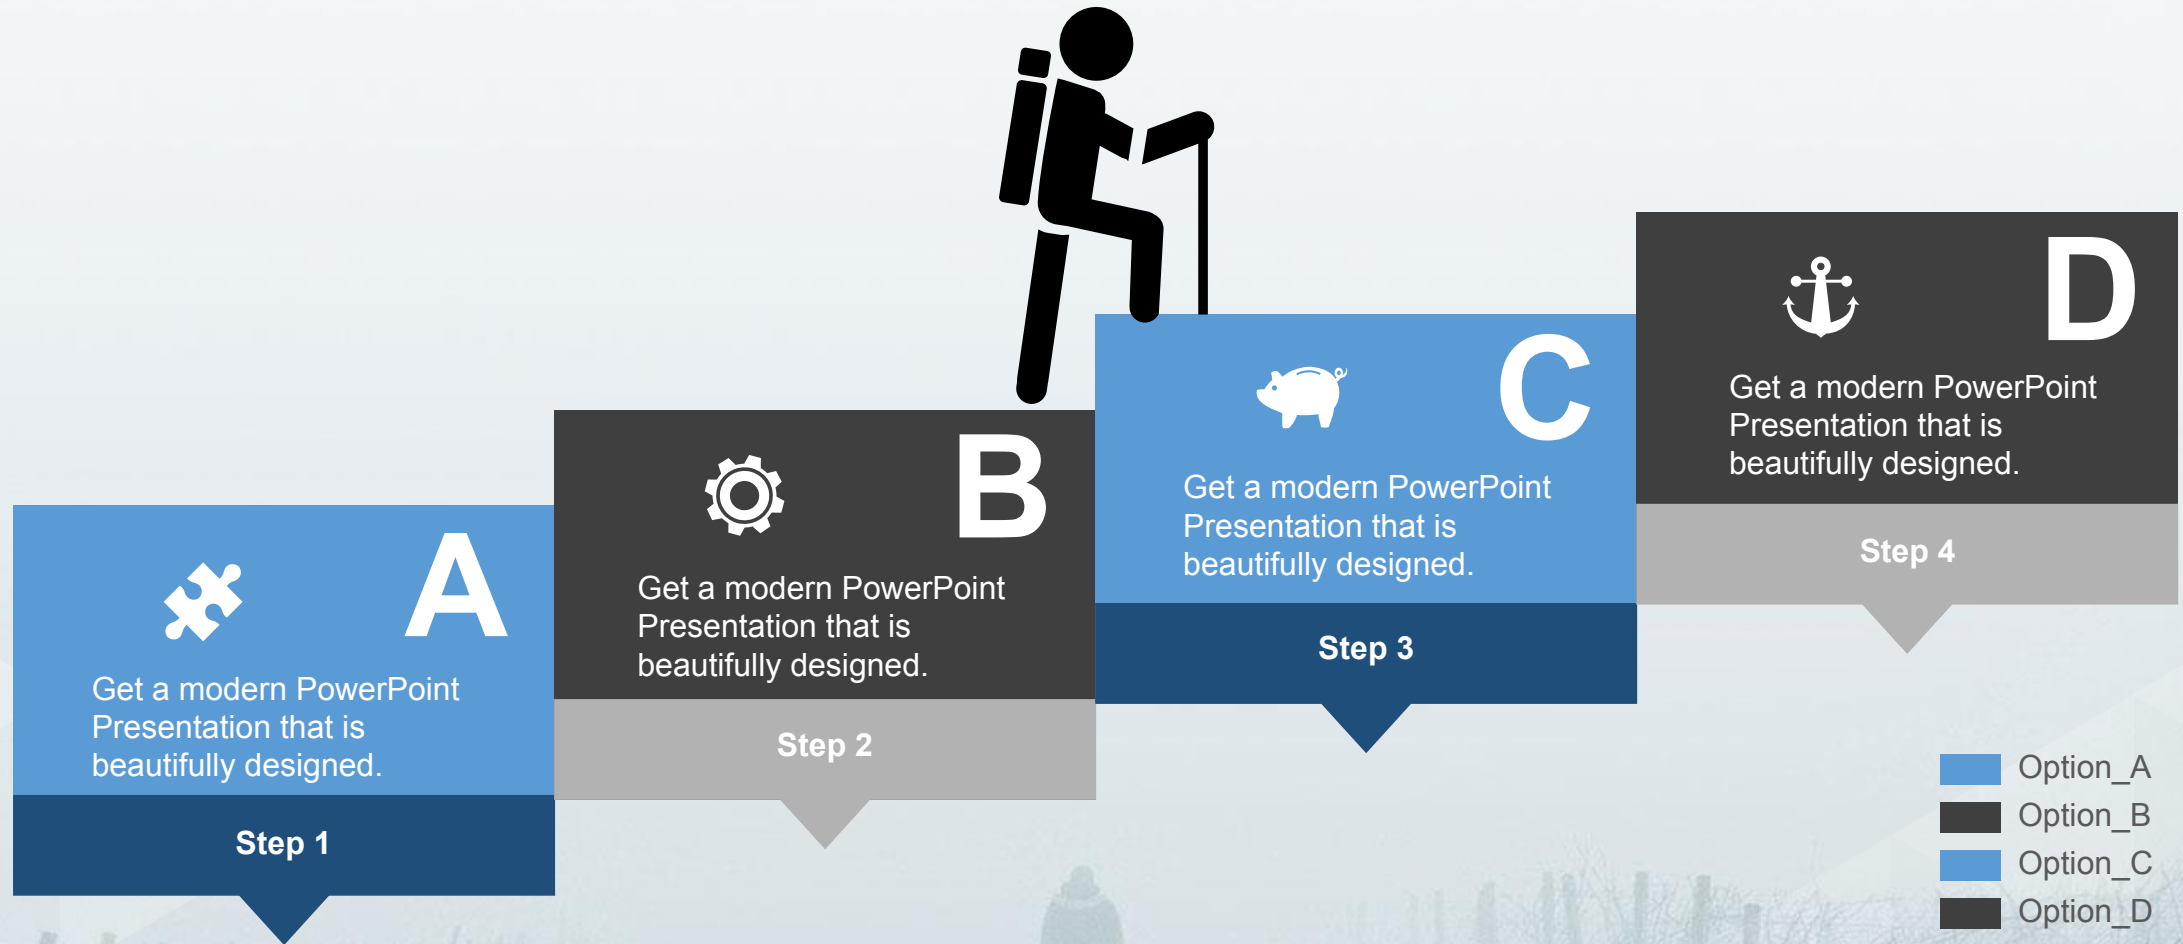 A
Get a modern PowerPoint
Presentation that is
beautifully designed.
Step 1
B
Get a modern PowerPoint
Presentation that is
beautifully designed.
Step 2
C
Get a modern PowerPoint
Presentation that is
beautifully designed.
Step 3
D
Get a modern PowerPoint
Presentation that is
beautifully designed.
Step 4
Option_A
Option_B
Option_C
Option_D